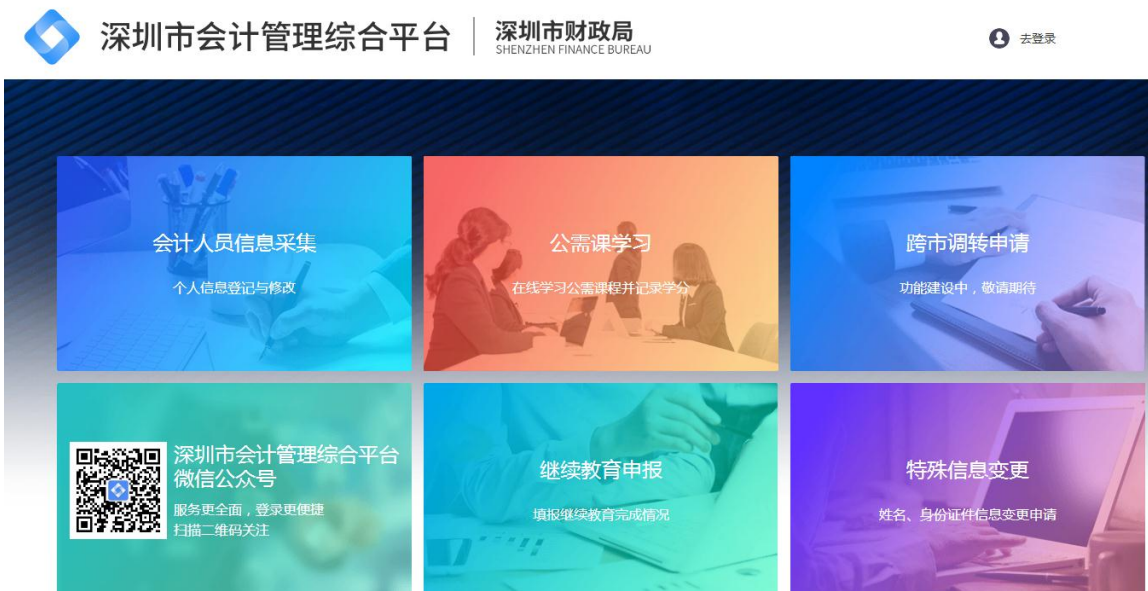 深圳市会计管理综合平台
深圳市财政局
SHENZHEN FINANCE BUREAU
去登录
会计人员信息采集
个人信息登记与修改
公需课学习
在线学习公需课程并记录学分
跨市调转申请
功能建设中，敬请期待
深圳市会计管理综合平台
微信公众号
服务更全面，登录更便捷
扫描二维码关注
继续教育申报
填报继续教育完成情况
特殊信息变更
姓名、身份证件信息变更申请